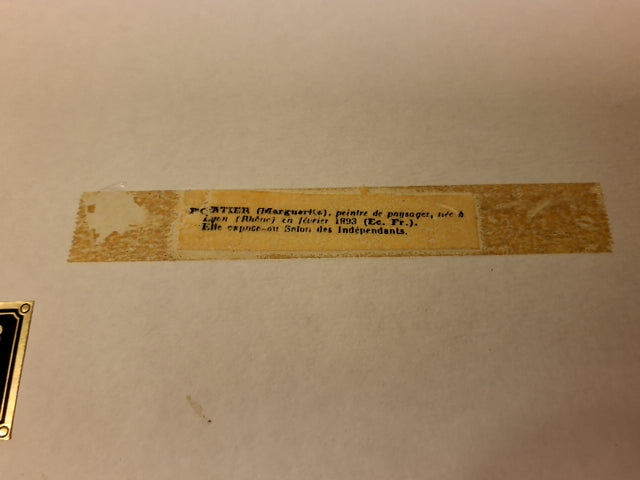 (Marguerite), peintre de paysages, née à
Lyon (Rhône) en février 1893 (Ec. Fr.).
Elle expose au Salon des Indépendants.